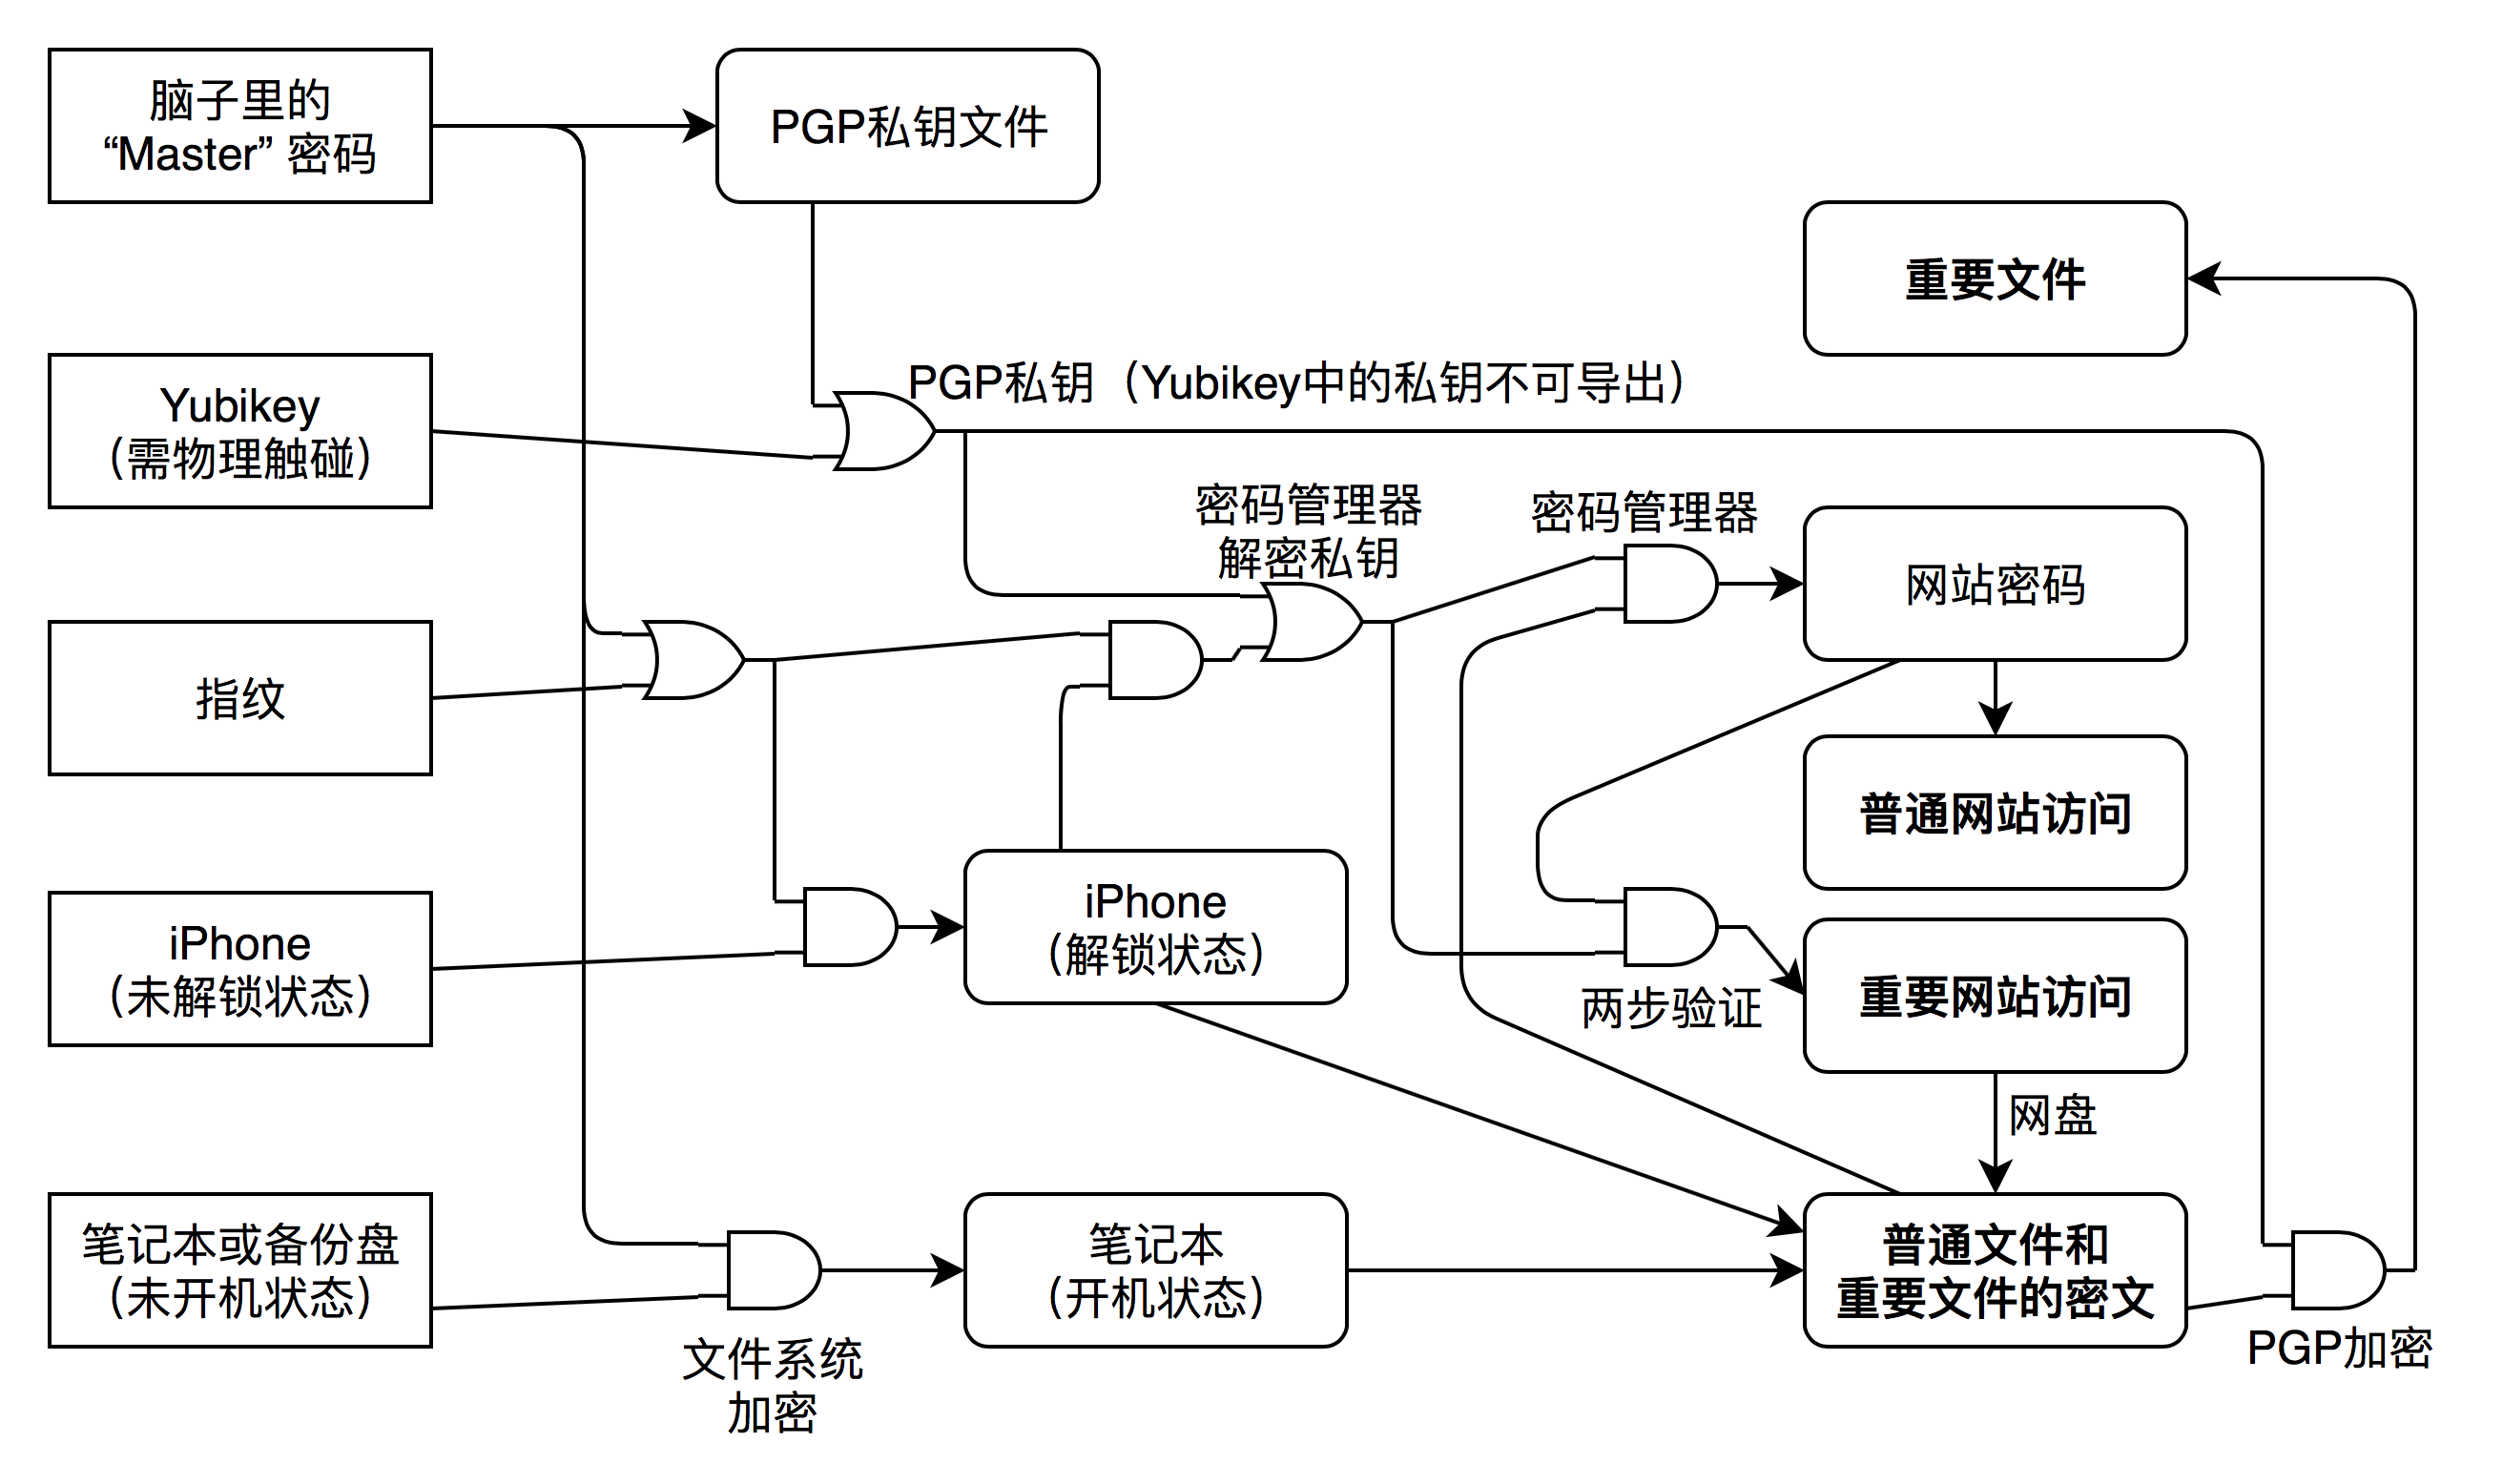 脑子里的
“Master” 密码
PGP私钥文件
重要文件
Yubikey
(需物理触碰)
PGP私钥（Yubikey中的私钥不可导出)
密码管理器
解密私钥
密码管理器
网站密码
指纹
普通网站访问
iPhone
(未解锁状态)
iPhone
(解锁状态)
两步验证
重要网站访问
网盘
笔记本或备份盘
(未开机状态)
文件系统
加密
笔记本
(开机状态)
普通文件和
重要文件的密文
PGP加密